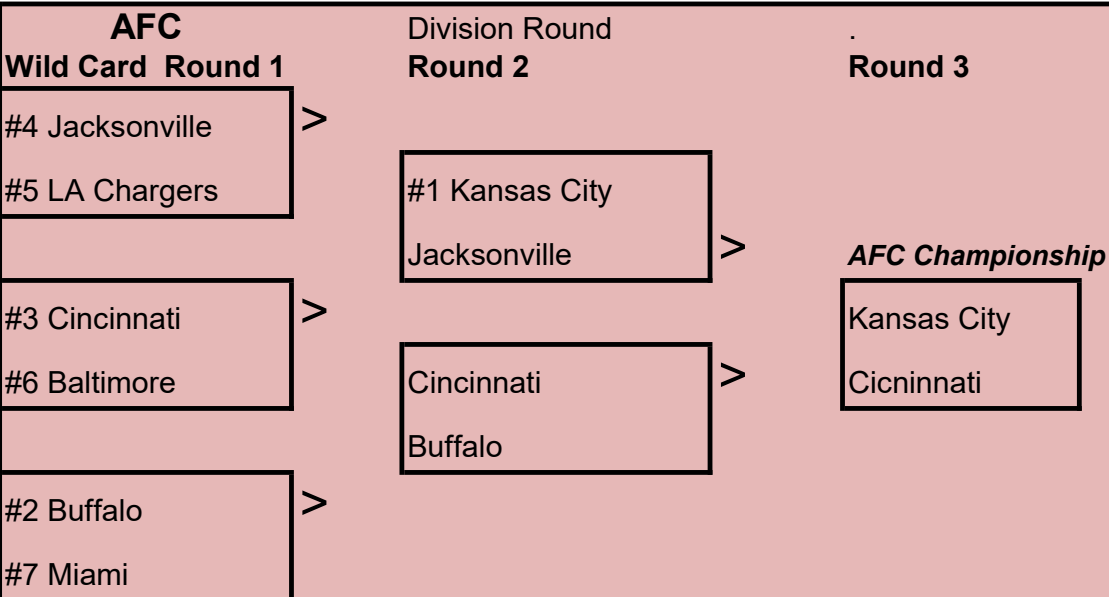 AFC
Wild Card  Round 1
#4 Jacksonville
#5 LA Chargers
>
#3 Cincinnati
#6 Baltimore
>
#2 Buffalo
#7 Miami
>
Division Round
Round 2
#1 Kansas City
Jacksonville
>
Cincinnati
Buffalo
>
.
Round 3
AFC Championship
Kansas City
Cicninnati